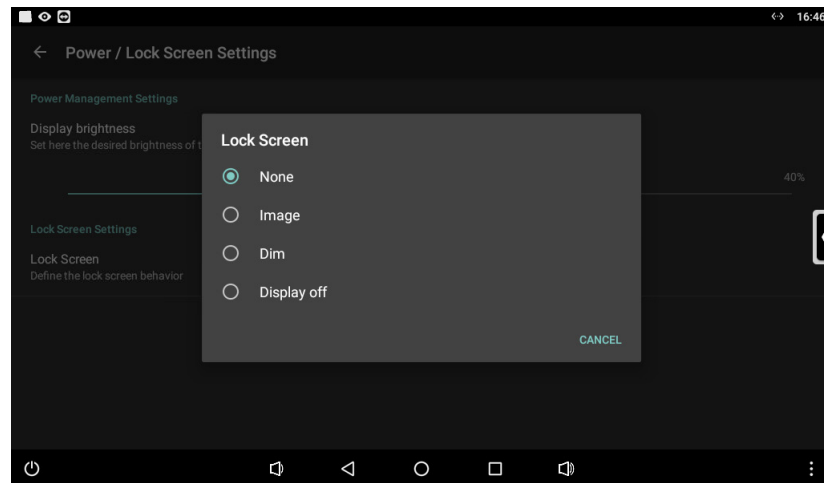 16:46
Power / Lock Screen Settings
Power Management Settings
Display brightness
Set here the desired brightness of t
40%
Lock Screen Settings
Lock Screen
Define the lock screen behavior
Lock Screen
None
Image
Dim
Display off
CANCEL